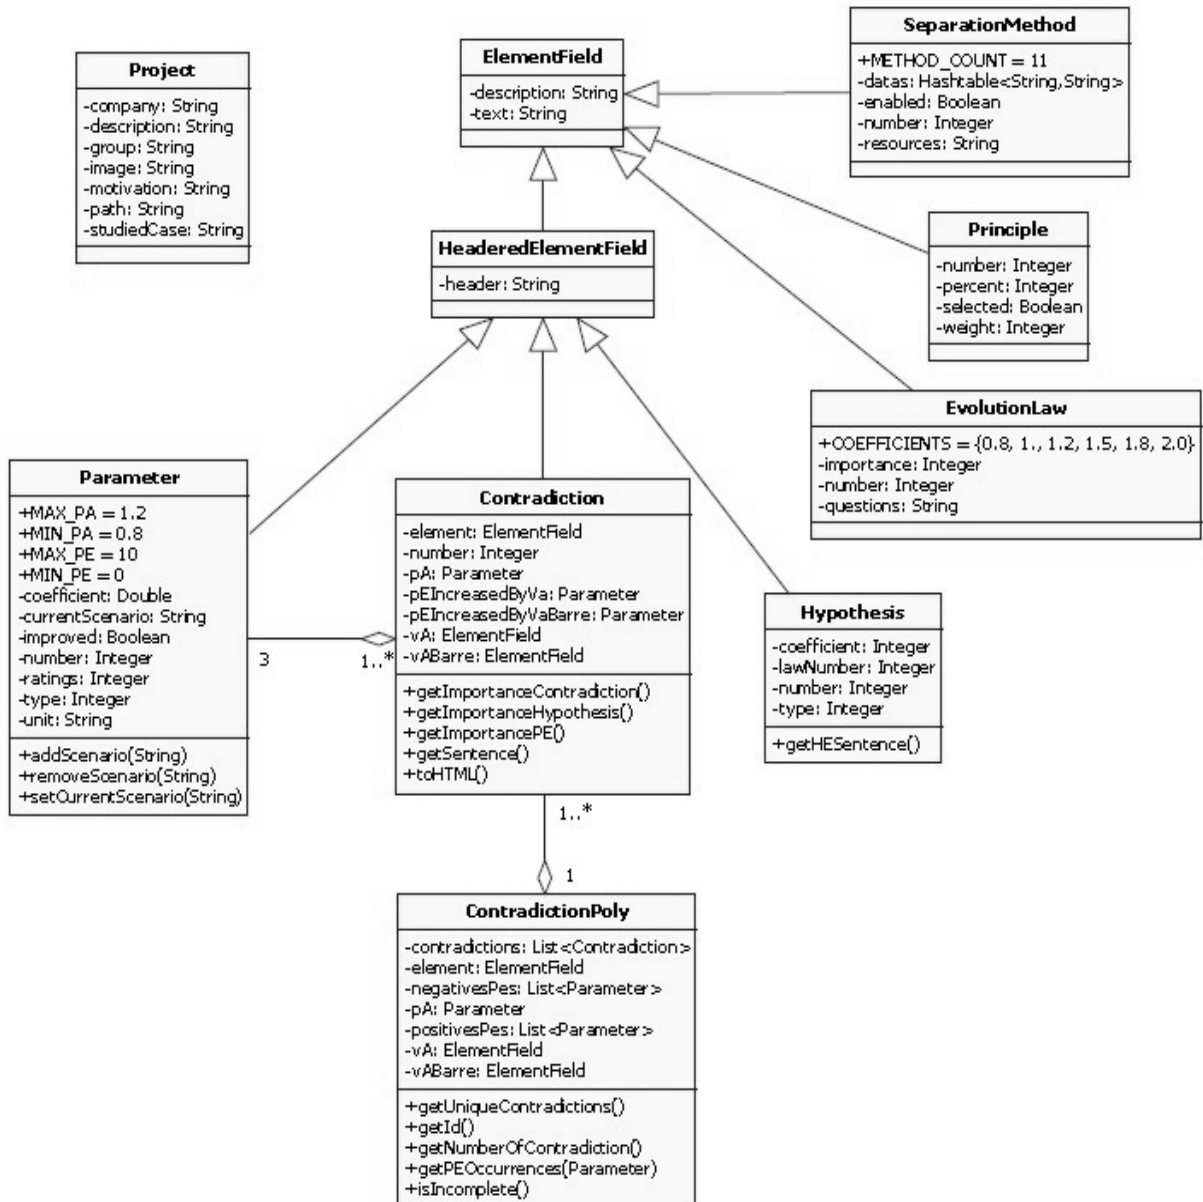 Project
-company: String
-description: String
-group: String
-image: String
-motivation: String
-path: String
-studiedCase: String
ElementField
-description: String
-text: String
SeparationMethod
+METHOD_COUNT = 11
-datas: Hashtable<String,String>
-enabled: Boolean
-number: Integer
-resources: String
HeaderedElementField
-header: String
Principle
-number: Integer
-percent: Integer
-selected: Boolean
-weight: Integer
EvolutionLaw
+COEFFICIENTS = {0.8, 1., 1.2, 1.5, 1.8, 2.0}
-importance: Integer
-number: Integer
-questions: String
Parameter
+MAX_PA = 1.2
+MIN_PA = 0.8
+MAX_PE = 10
+MIN_PE = 0
-coefficient: Double
-currentScenario: String
-improved: Boolean
-number: Integer
-ratings: Integer
-type: Integer
-unit: String
+addScenario(String)
+removeScenario(String)
+setCurrentScenario(String)
3
1..*
Contradiction
-element: ElementField
-number: Integer
-pA: Parameter
-pEIncreasedByVa: Parameter
-pEIncreasedByVaBarre: Parameter
-vA: ElementField
-vABarre: ElementField
+getImportanceContradiction()
+getImportanceHypothesis()
+getImportancePE()
+getSentence()
+toHTML()
Hypothesis
-coefficient: Integer
-lawNumber: Integer
-number: Integer
-type: Integer
+getHESentence()
1..*
1
ContradictionPoly
-contradictions: List<Contradiction>
-element: ElementField
-negativesPes: List<Parameter>
-pA: Parameter
-positivesPes: List<Parameter>
-vA: ElementField
-vABarre: ElementField
+getUniqueContradictions()
+getId()
+getNumberOfContradiction()
+getPEOccurrences(Parameter)
+isIncomplete()